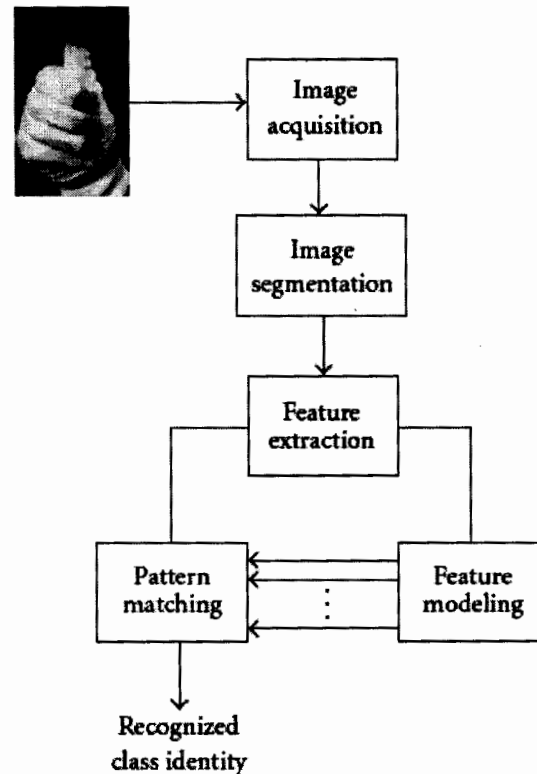 Image
acquisition
Image
segmentation
Feature
extraction
Pattern
matching
Feature
modeling
Recognized
class identity